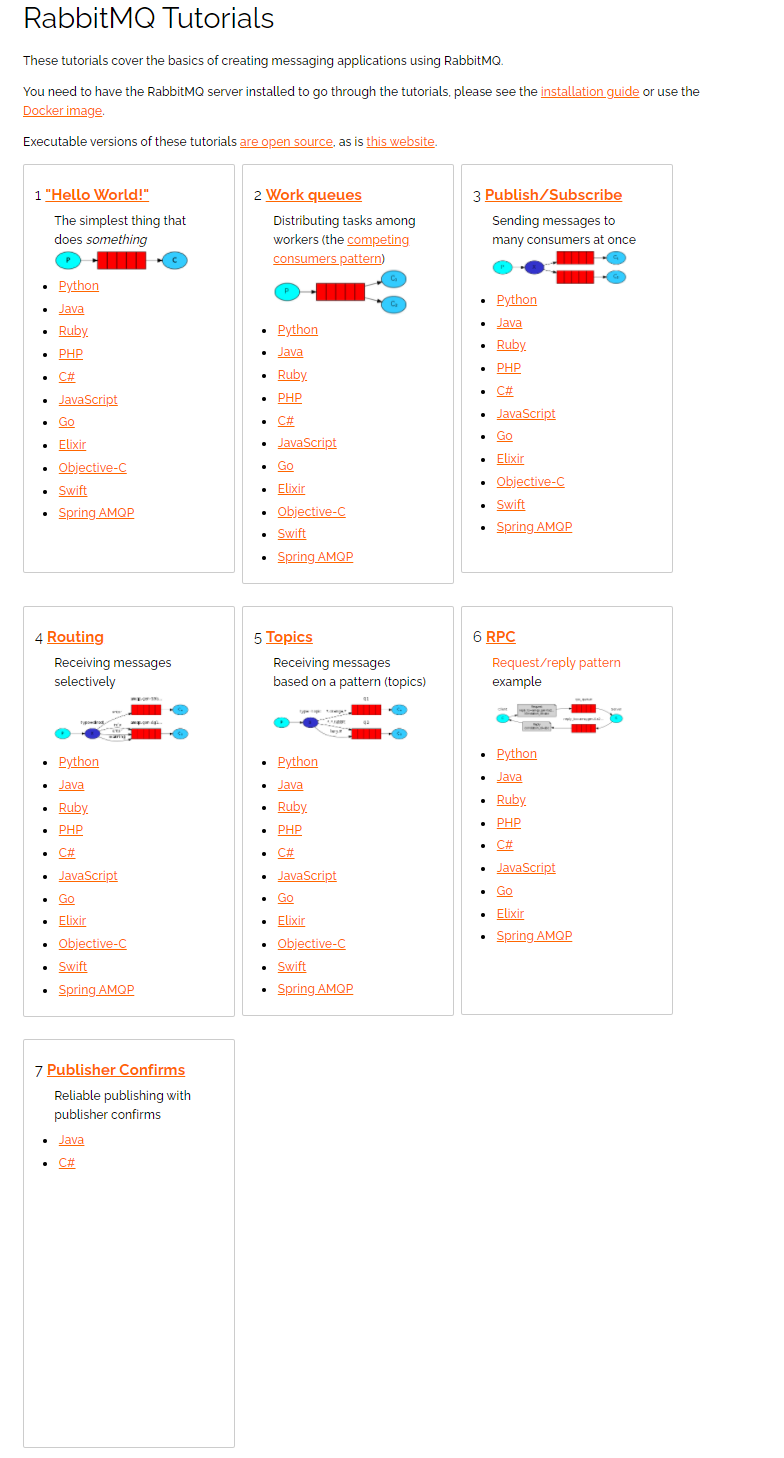 RabbitMQ Tutorials
These tutorials cover the basics of creating messaging applications using RabbitMQ.
You need to have the RabbitMQ server installed to go through the tutorials, please see the installation guide or use the
Docker image.
Executable versions of these tutorials are open source, as is this website.
1 "Hello World!"
The simplest thing that
does something
P
C
Python
Java
Ruby
PHP
C#
JavaScript
Go
Elixir
Objective-C
Swift
Spring AMQP
2 Work queues
Distributing tasks among
workers (the competing
consumers pattern)
P
C₁
C₂
Python
Java
Ruby
PHP
C#
JavaScript
Go
Elixir
Objective-C
Swift
Spring AMQP
3 Publish/Subscribe
Sending messages to
many consumers at once
Python
Java
Ruby
PHP
C#
JavaScript
Go
Elixir
Objective-C
Swift
Spring AMQP
4 Routing
Receiving messages
selectively
Python
Java
Ruby
PHP
C#
JavaScript
Go
Elixir
Objective-C
Swift
Spring AMQP
5 Topics
Receiving messages
based on a pattern (topics)
Python
Java
Ruby
PHP
C#
JavaScript
Go
Elixir
Objective-C
Swift
Spring AMQP
6 RPC
Request/reply pattern
example
Python
Java
Ruby
PHP
C#
JavaScript
Go
Elixir
Spring AMQP
7 Publisher Confirms
Reliable publishing with
publisher confirms
Java
C#